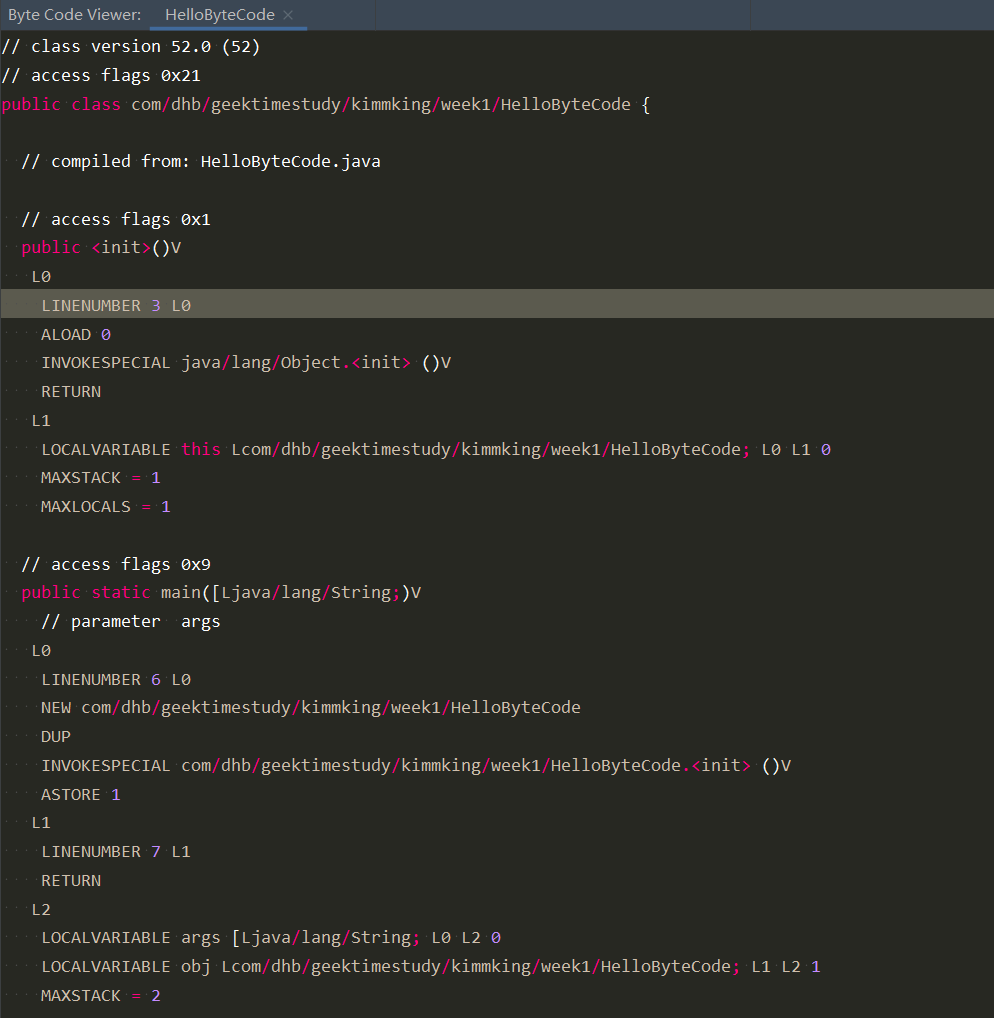 Byte Code Viewer: HelloByteCode ×
// class version 52.0 (52)
// access flags 0x21
public class com/dhb/geektimestudy/kimmking/week1/HelloByteCode {
// compiled from: HelloByteCode.java
// access flags 0x1
public <init>()V
L0
LINENUMBER 3 L0
ALOAD 0
INVOKESPECIAL java/lang/Object.<init> ()V
RETURN
L1
LOCALVARIABLE this Lcom/dhb/geektimestudy/kimmking/week1/HelloByteCode; L0 L1 0
MAXSTACK = 1
MAXLOCALS = 1
// access flags 0x9
public static main([Ljava/lang/String;)V
// parameter  args
L0
LINENUMBER 6 L0
NEW com/dhb/geektimestudy/kimmking/week1/HelloByteCode
DUP
INVOKESPECIAL com/dhb/geektimestudy/kimmking/week1/HelloByteCode.<init> ()V
ASTORE 1
L1
LINENUMBER 7 L1
RETURN
L2
LOCALVARIABLE args [Ljava/lang/String; L0 L2 0
LOCALVARIABLE obj Lcom/dhb/geektimestudy/kimmking/week1/HelloByteCode; L1 L2 1
MAXSTACK = 2